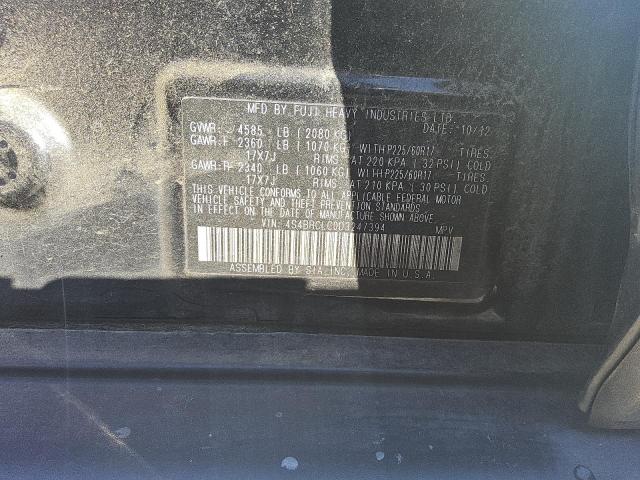 MFD BY FUJI HEAVY INDUSTRIES LTD.
DATE: 10/12
GVWR: 4585 LB ( 2080 KG)
GAWR: F 2360 LB ( 1070 KG) WITH P225/60R17 TIRES,
17X7J RIMS, AT 220 KPA ( 32 PSI) COLD
GAWR: R 2340 LB ( 1060 KG) WITH P225/60R17 TIRES,
17X7J RIMS, AT 210 KPA ( 30 PSI) COLD
THIS VEHICLE CONFORMS TO ALL APPLICABLE FEDERAL MOTOR
VEHICLE SAFETY AND THEFT PREVENTION STANDARDS
IN EFFECT ON THE DATE OF MANUFACTURE SHOWN ABOVE.
VIN: 4S4BRCLC0D3247394 MPV
ASSEMBLED BY SIA, INC. MADE IN U.S.A.